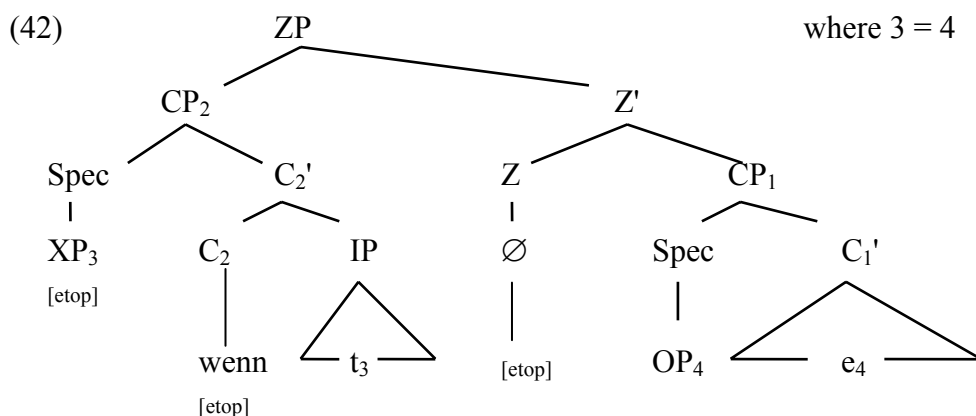 (42) ZP where 3 = 4
CP₂ Z'
Spec C₂' Z CP₁
XP₃ C₂ IP ∅ Spec C₁'
[etop]
wenn t₃ [etop] OP₄ e₄
[etop]